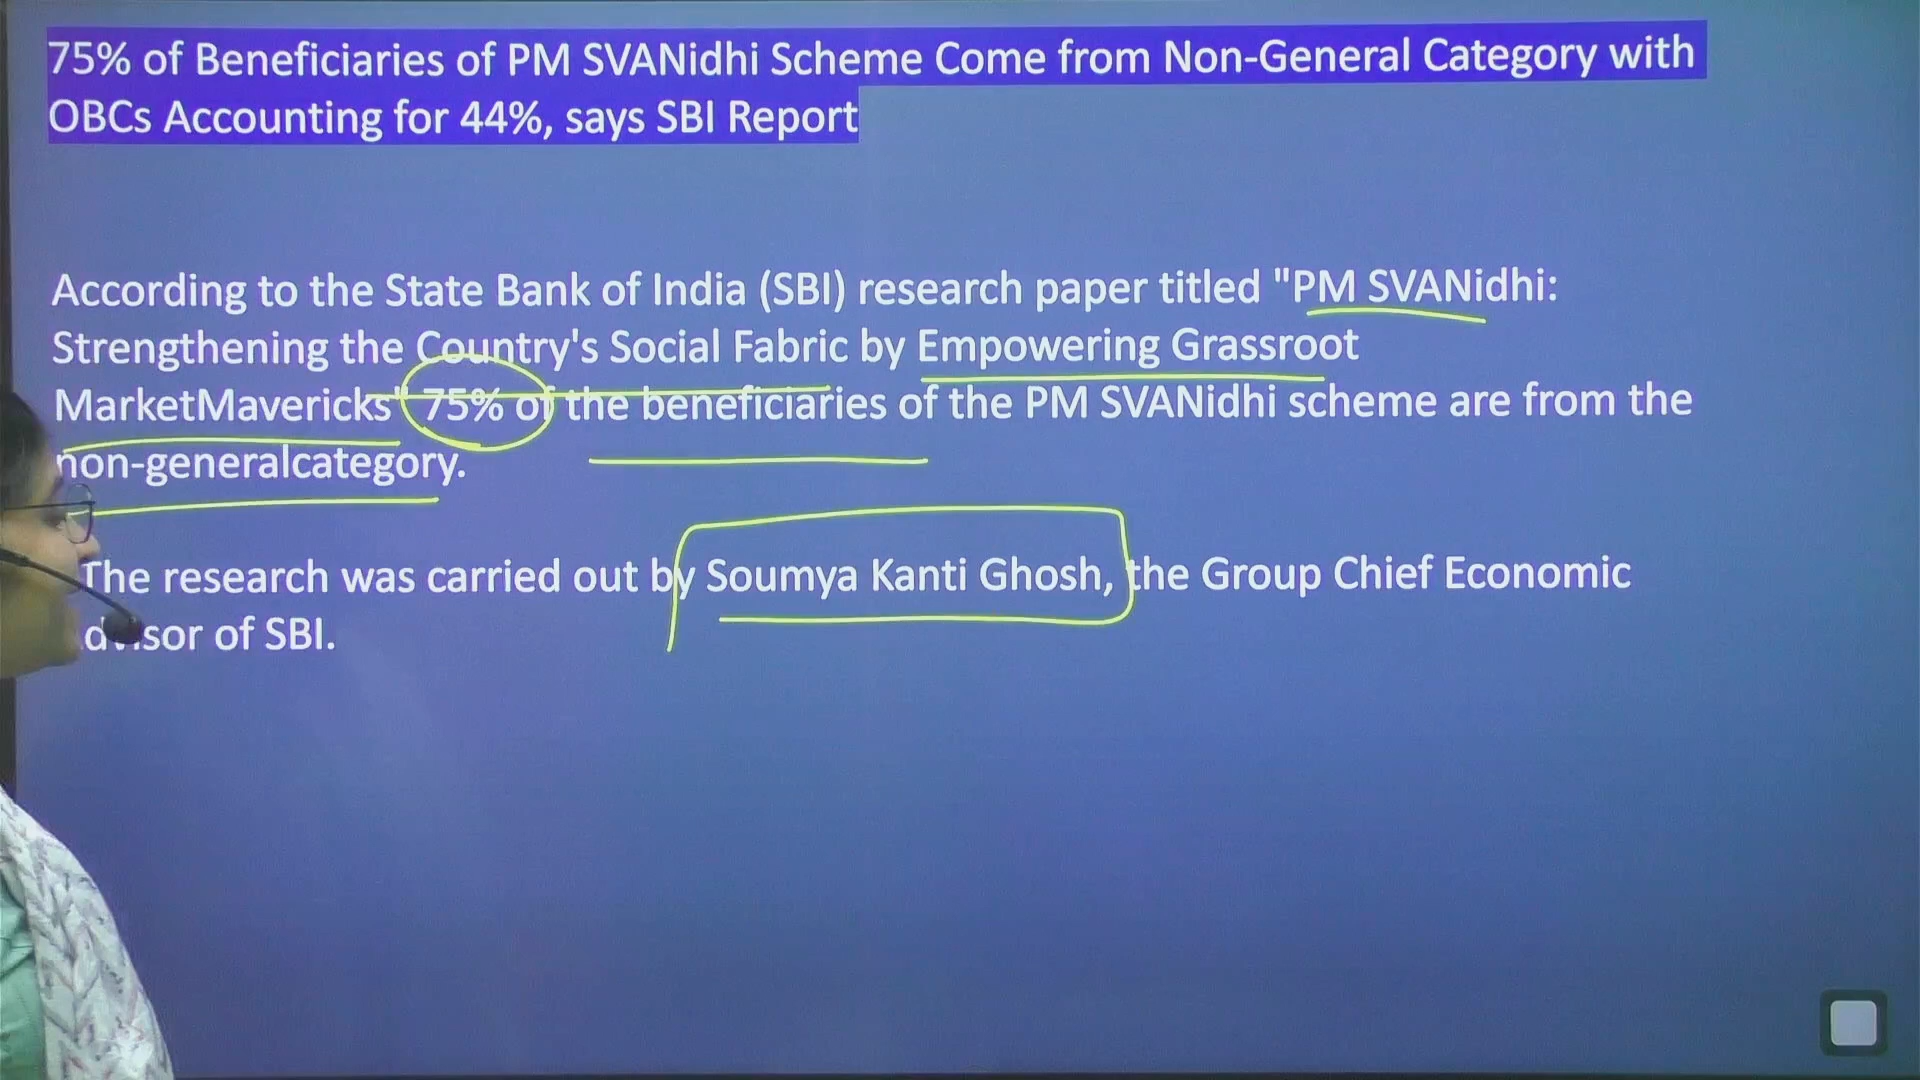 75% of Beneficiaries of PM SVANidhi Scheme Come from Non-General Category with
OBCs Accounting for 44%, says SBI Report
According to the State Bank of India (SBI) research paper titled "PM SVANidhi:
Strengthening the Country's Social Fabric by Empowering Grassroot
MarketMavericks" 75% of the beneficiaries of the PM SVANidhi scheme are from the
non-generalcategory.
The research was carried out by Soumya Kanti Ghosh, the Group Chief Economic
of SBI.